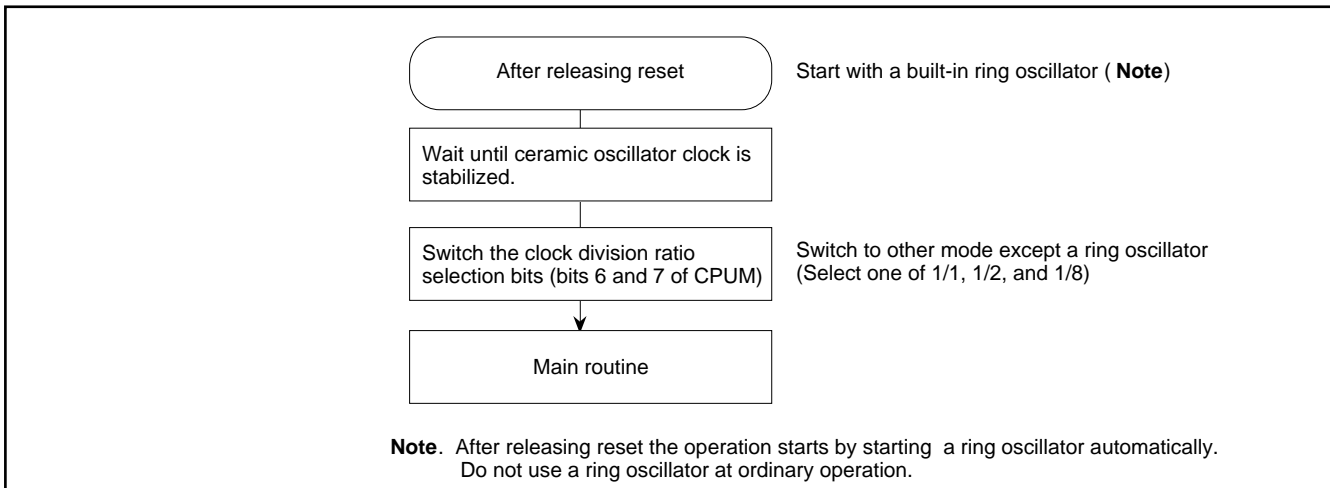 After releasing reset
Start with a built-in ring oscillator ( Note)
Wait until ceramic oscillator clock is
stabilized.
Switch the clock division ratio
selection bits (bits 6 and 7 of CPUM)
Switch to other mode except a ring oscillator
(Select one of 1/1, 1/2, and 1/8)
Main routine
Note. After releasing reset the operation starts by starting a ring oscillator automatically.
Do not use a ring oscillator at ordinary operation.